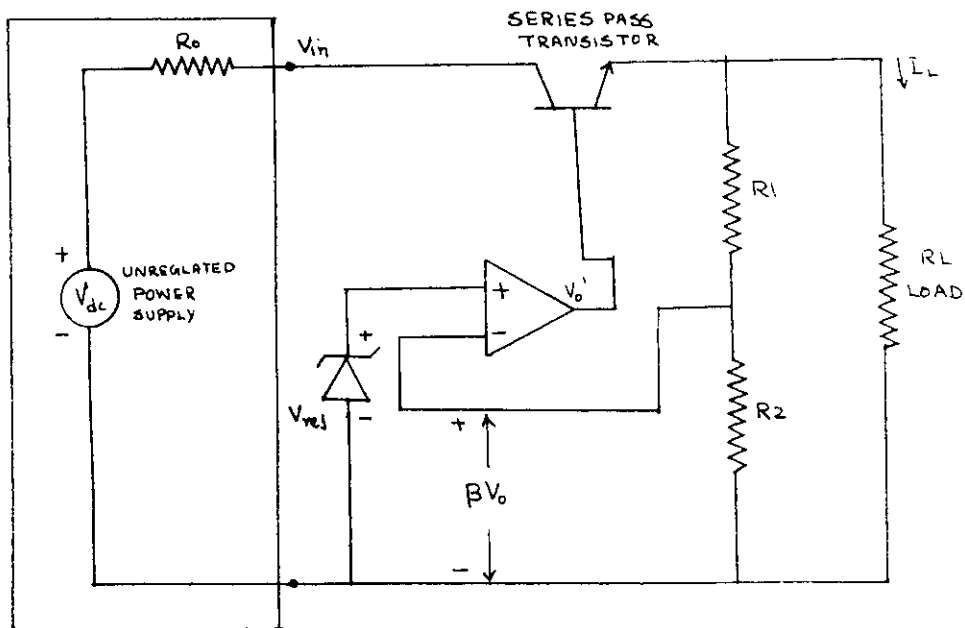 SERIES PASS
TRANSISTOR
Ro
Vin
IL
R1
+
UNREGLATED
POWER
SUPPLY
Vdc
-
+
-
Vo'
RL
LOAD
+
Vref
-
R2
+
βVo
-